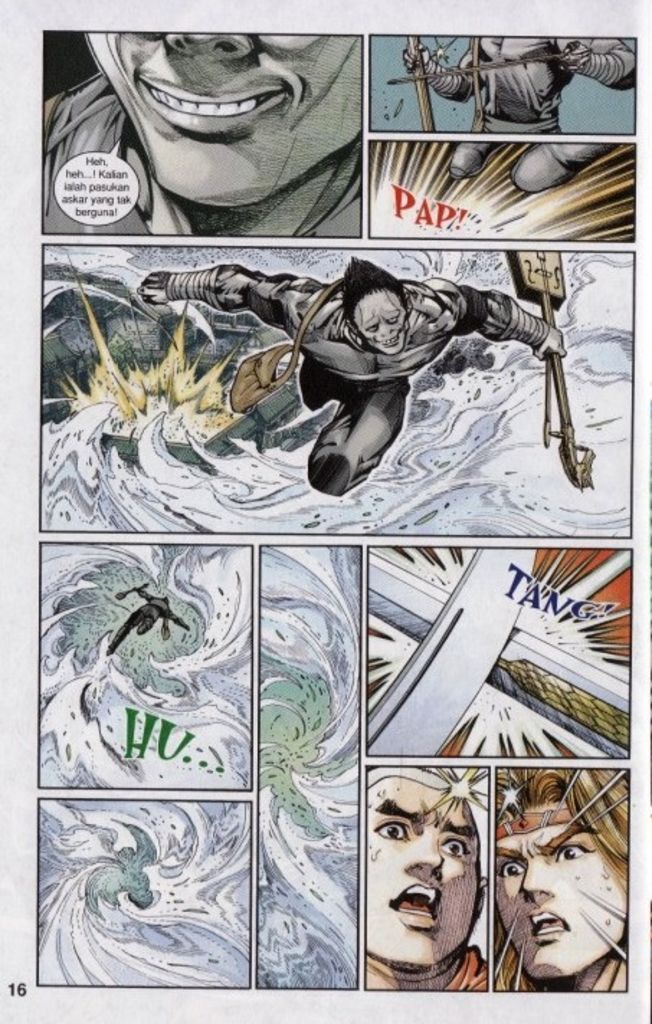 Heh,
heh...! Kalian
ialah pasukan
askar yang tak
berguna!
PAP!
HU...
TANG!
16